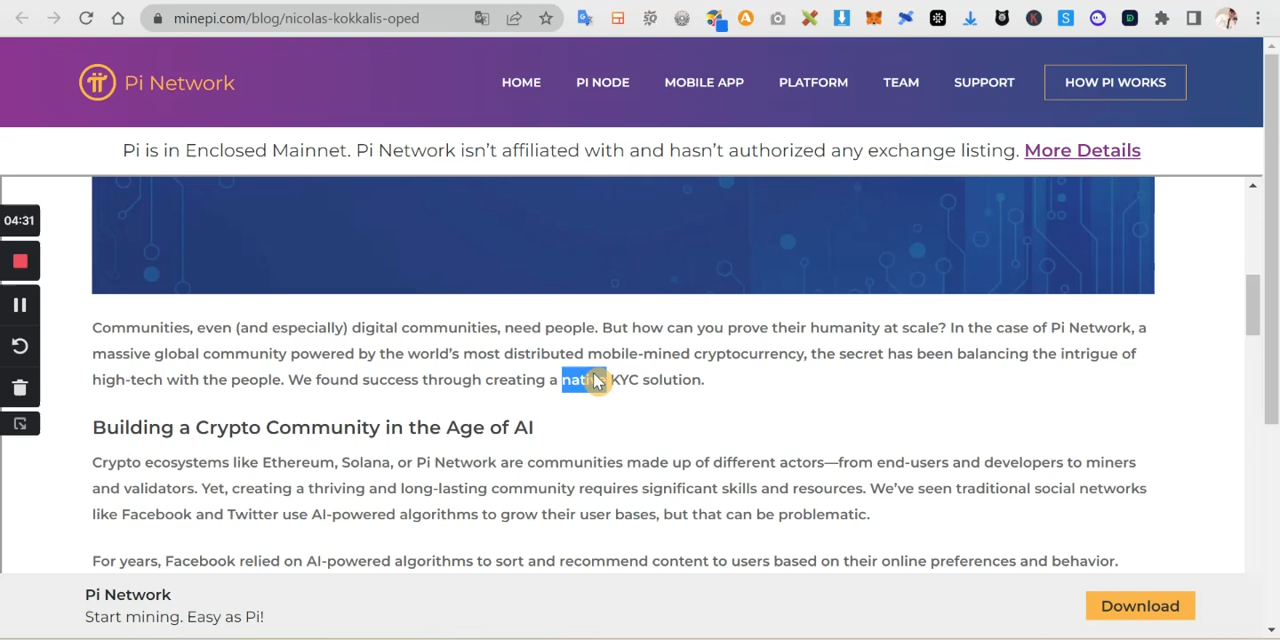 minepi.com/blog/nicolas-kokkalis-oped
Pi Network
HOME
PI NODE
MOBILE APP
PLATFORM
TEAM
SUPPORT
HOW PI WORKS
Pi is in Enclosed Mainnet. Pi Network isn't affiliated with and hasn't authorized any exchange listing. More Details
04:31
Communities, even (and especially) digital communities, need people. But how can you prove their humanity at scale? In the case of Pi Network, a
massive global community powered by the world's most distributed mobile-mined cryptocurrency, the secret has been balancing the intrigue of
high-tech with the people. We found success through creating a native KYC solution.
Building a Crypto Community in the Age of AI
Crypto ecosystems like Ethereum, Solana, or Pi Network are communities made up of different actors—from end-users and developers to miners
and validators. Yet, creating a thriving and long-lasting community requires significant skills and resources. We've seen traditional social networks
like Facebook and Twitter use AI-powered algorithms to grow their user bases, but that can be problematic.
For years, Facebook relied on AI-powered algorithms to sort and recommend content to users based on their online preferences and behavior.
Pi Network
Start mining. Easy as Pi!
Download